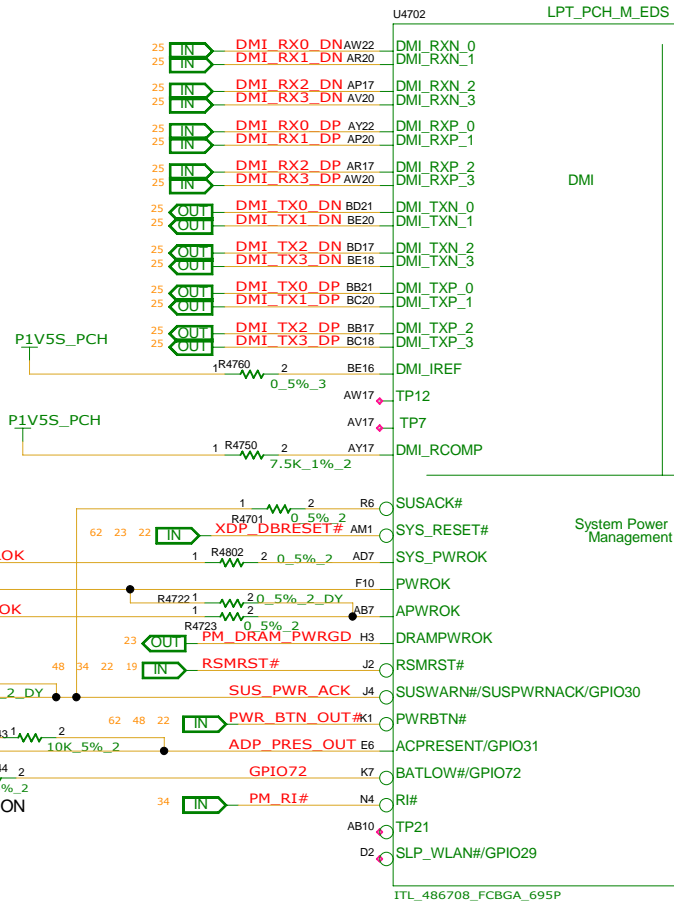 U4702 LPT_PCH_M_EDS
25 IN DMI_RX0_DN AW22 DMI_RXN_0
25 IN DMI_RX1_DN AR20 DMI_RXN_1
25 IN DMI_RX2_DN AP17 DMI_RXN_2
25 IN DMI_RX3_DN AV20 DMI_RXN_3
25 IN DMI_RX0_DP AY22 DMI_RXP_0
25 IN DMI_RX1_DP AP20 DMI_RXP_1
25 IN DMI_RX2_DP AR17 DMI_RXP_2
25 IN DMI_RX3_DP AW20 DMI_RXP_3
DMI
25 OUT DMI_TX0_DN BD21 DMI_TXN_0
25 OUT DMI_TX1_DN BE20 DMI_TXN_1
25 OUT DMI_TX2_DN BD17 DMI_TXN_2
25 OUT DMI_TX3_DN BE18 DMI_TXN_3
25 OUT DMI_TX0_DP BB21 DMI_TXP_0
25 OUT DMI_TX1_DP BC20 DMI_TXP_1
25 OUT DMI_TX2_DP BB17 DMI_TXP_2
25 OUT DMI_TX3_DP BC18 DMI_TXP_3
P1V5S_PCH
1 R4760 2 BE16 DMI_IREF
0_5%_3
AW17 TP12
AV17 TP7
P1V5S_PCH
1 R4750 2 AY17 DMI_RCOMP
7.5K_1%_2
1 2 R6 SUSACK#
R4701 0_5%_2
62 23 22 IN XDP_DBRESET# AM1 SYS_RESET#
System Power
Management
OK 1 R4802 2 0_5%_2 AD7 SYS_PWROK
F10 PWROK
R4722 1 2 0_5%_2_DY
OK 1 2 AB7 APWROK
R4723 0_5%_2
23 OUT PM_DRAM_PWRGD H3 DRAMPWROK
48 34 22 19 IN RSMRST# J2 RSMRST#
_2_DY SUS_PWR_ACK J4 SUSWARN#/SUSPWRNACK/GPIO30
62 48 22 IN PWR_BTN_OUT# K1 PWRBTN#
43 1 2
10K_5%_2
ADP_PRES_OUT E6 ACPRESENT/GPIO31
44 2 GPIO72 K7 BATLOW#/GPIO72
%_2
ON
34 IN PM_RI# N4 RI#
AB10 TP21
D2 SLP_WLAN#/GPIO29
ITL_486708_FCBGA_695P